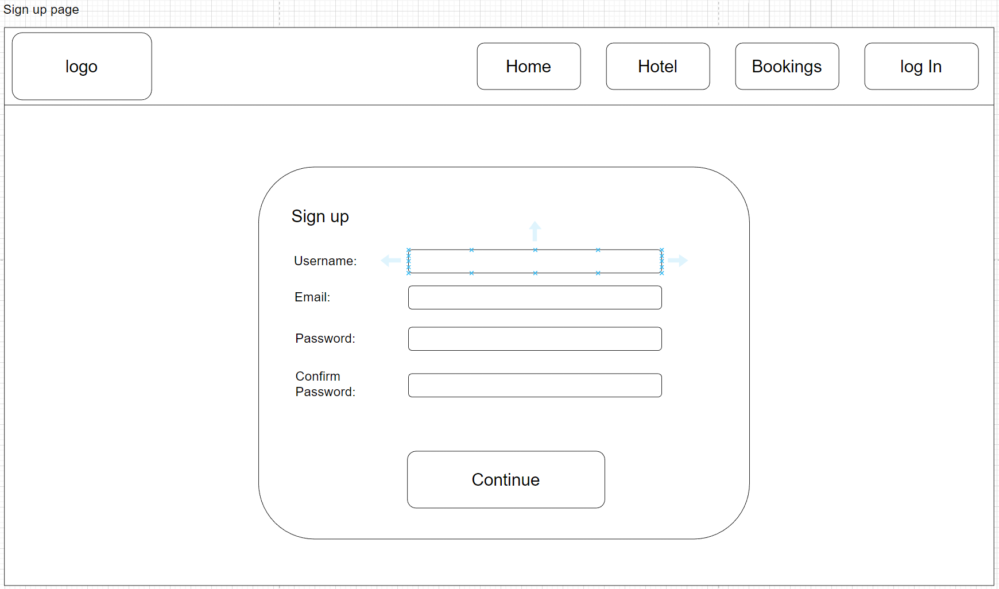 Sign up page
logo
Home
Hotel
Bookings
log In
Sign up
Username:
Email:
Password:
Confirm
Password:
Continue